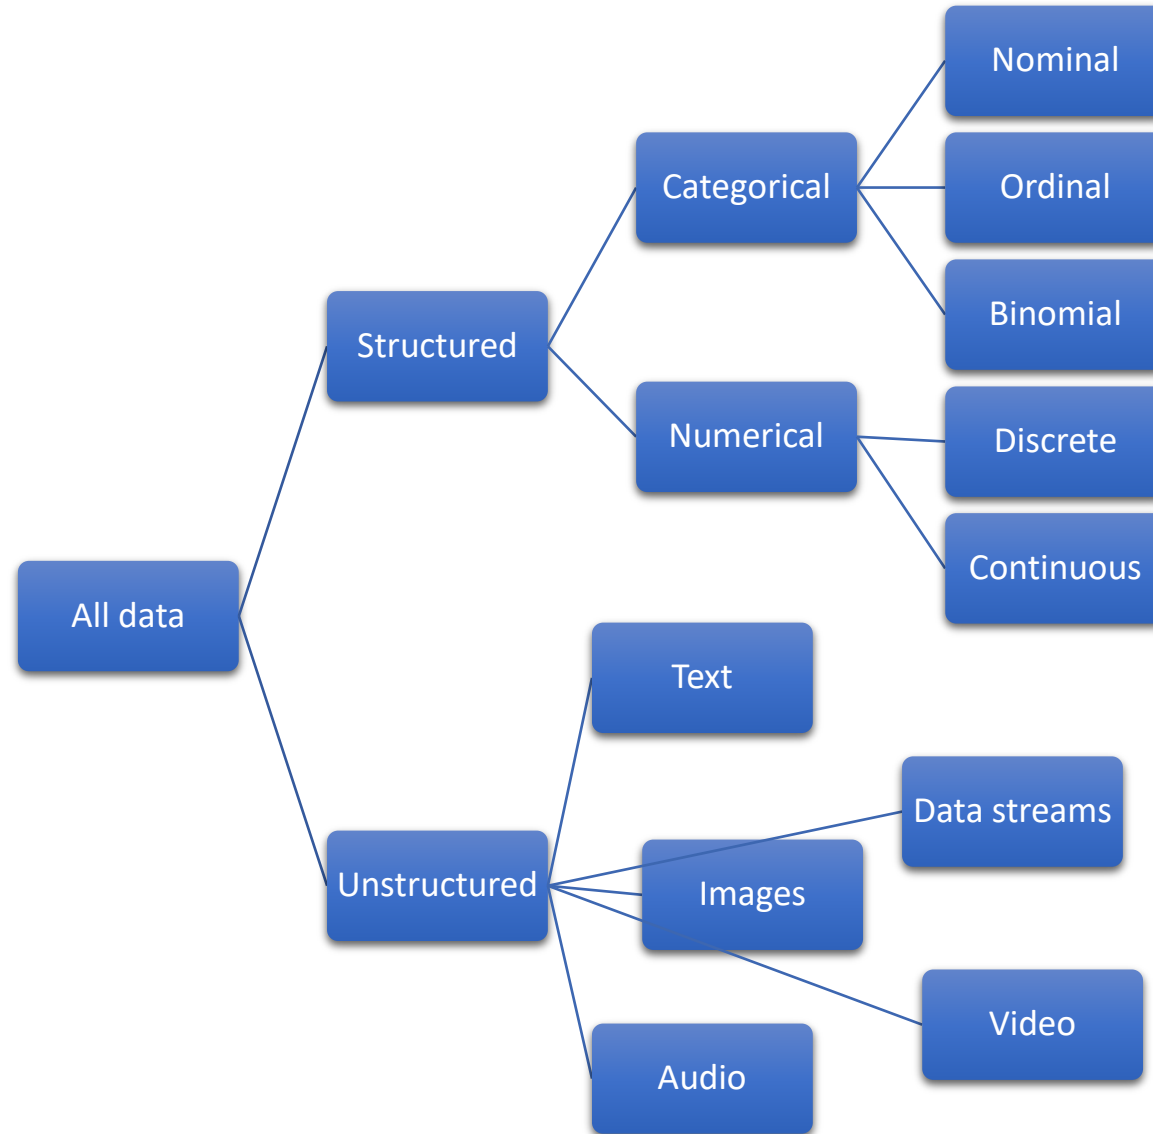 Nominal
Categorical
Ordinal
Binomial
Structured
Numerical
Discrete
Continuous
All data
Text
Data streams
Unstructured
Images
Video
Audio